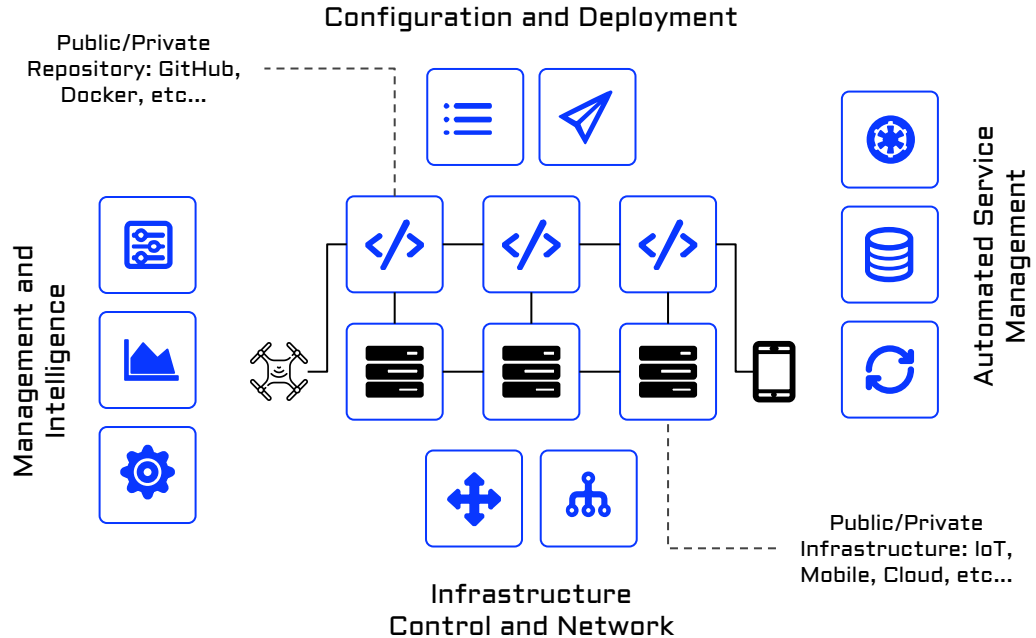 Configuration and Deployment
Public/Private
Repository: GitHub,
Docker, etc...
Management and
Intelligence
Automated Service
Management
Public/Private
Infrastructure: IoT,
Mobile, Cloud, etc...
Infrastructure
Control and Network